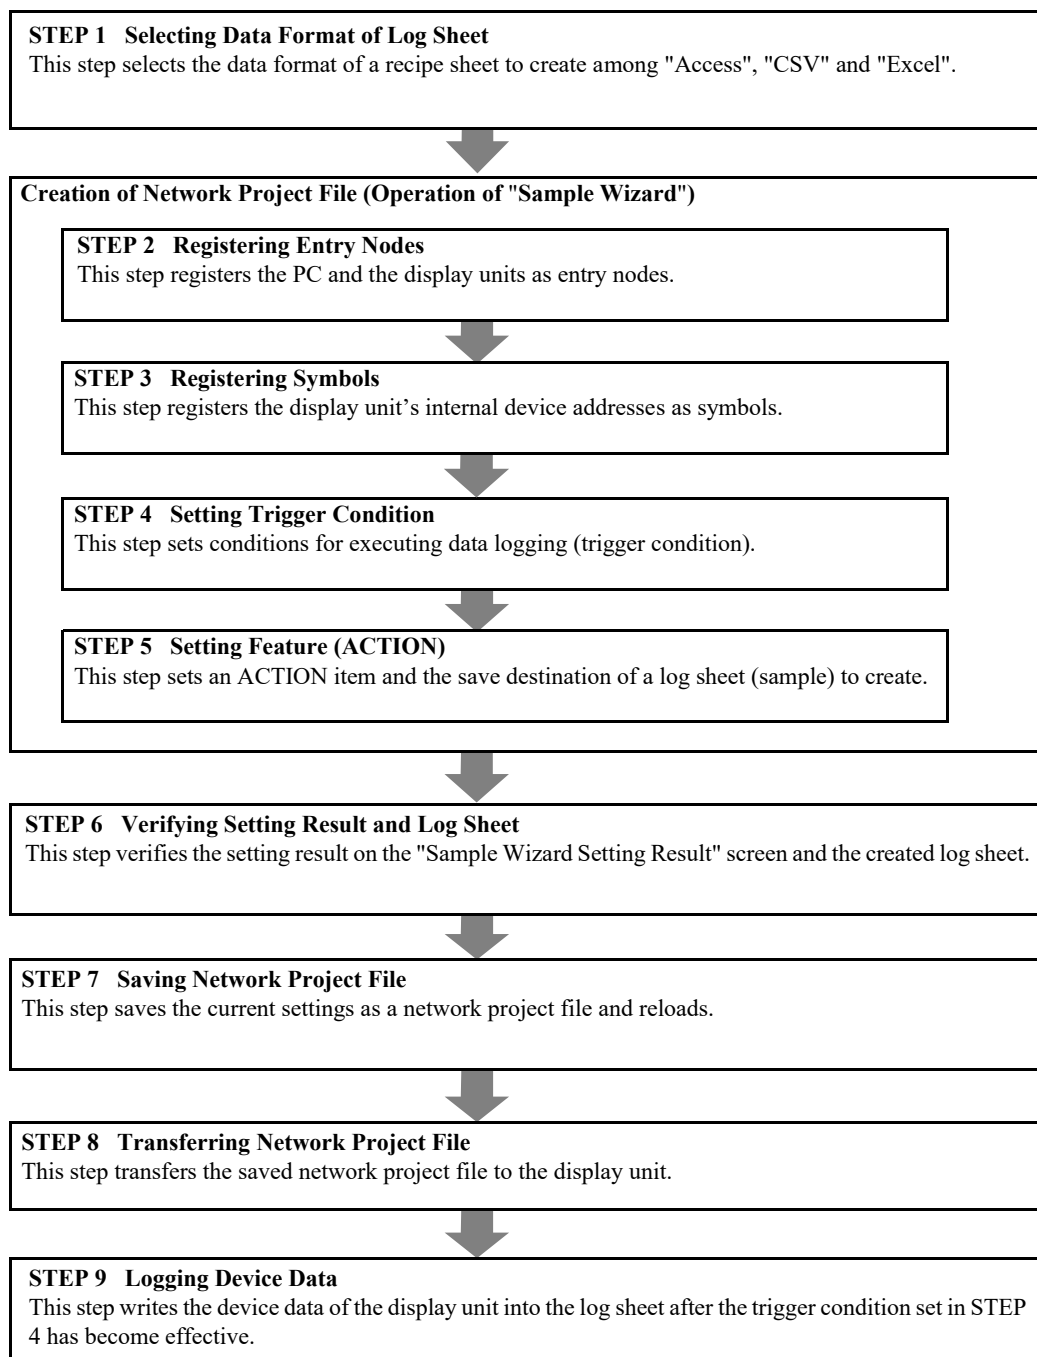 STEP 1 Selecting Data Format of Log Sheet
This step selects the data format of a recipe sheet to create among "Access", "CSV" and "Excel".
Creation of Network Project File (Operation of "Sample Wizard")
STEP 2 Registering Entry Nodes
This step registers the PC and the display units as entry nodes.
STEP 3 Registering Symbols
This step registers the display unit’s internal device addresses as symbols.
STEP 4 Setting Trigger Condition
This step sets conditions for executing data logging (trigger condition).
STEP 5 Setting Feature (ACTION)
This step sets an ACTION item and the save destination of a log sheet (sample) to create.
STEP 6 Verifying Setting Result and Log Sheet
This step verifies the setting result on the "Sample Wizard Setting Result" screen and the created log sheet.
STEP 7 Saving Network Project File
This step saves the current settings as a network project file and reloads.
STEP 8 Transferring Network Project File
This step transfers the saved network project file to the display unit.
STEP 9 Logging Device Data
This step writes the device data of the display unit into the log sheet after the trigger condition set in STEP
4 has become effective.